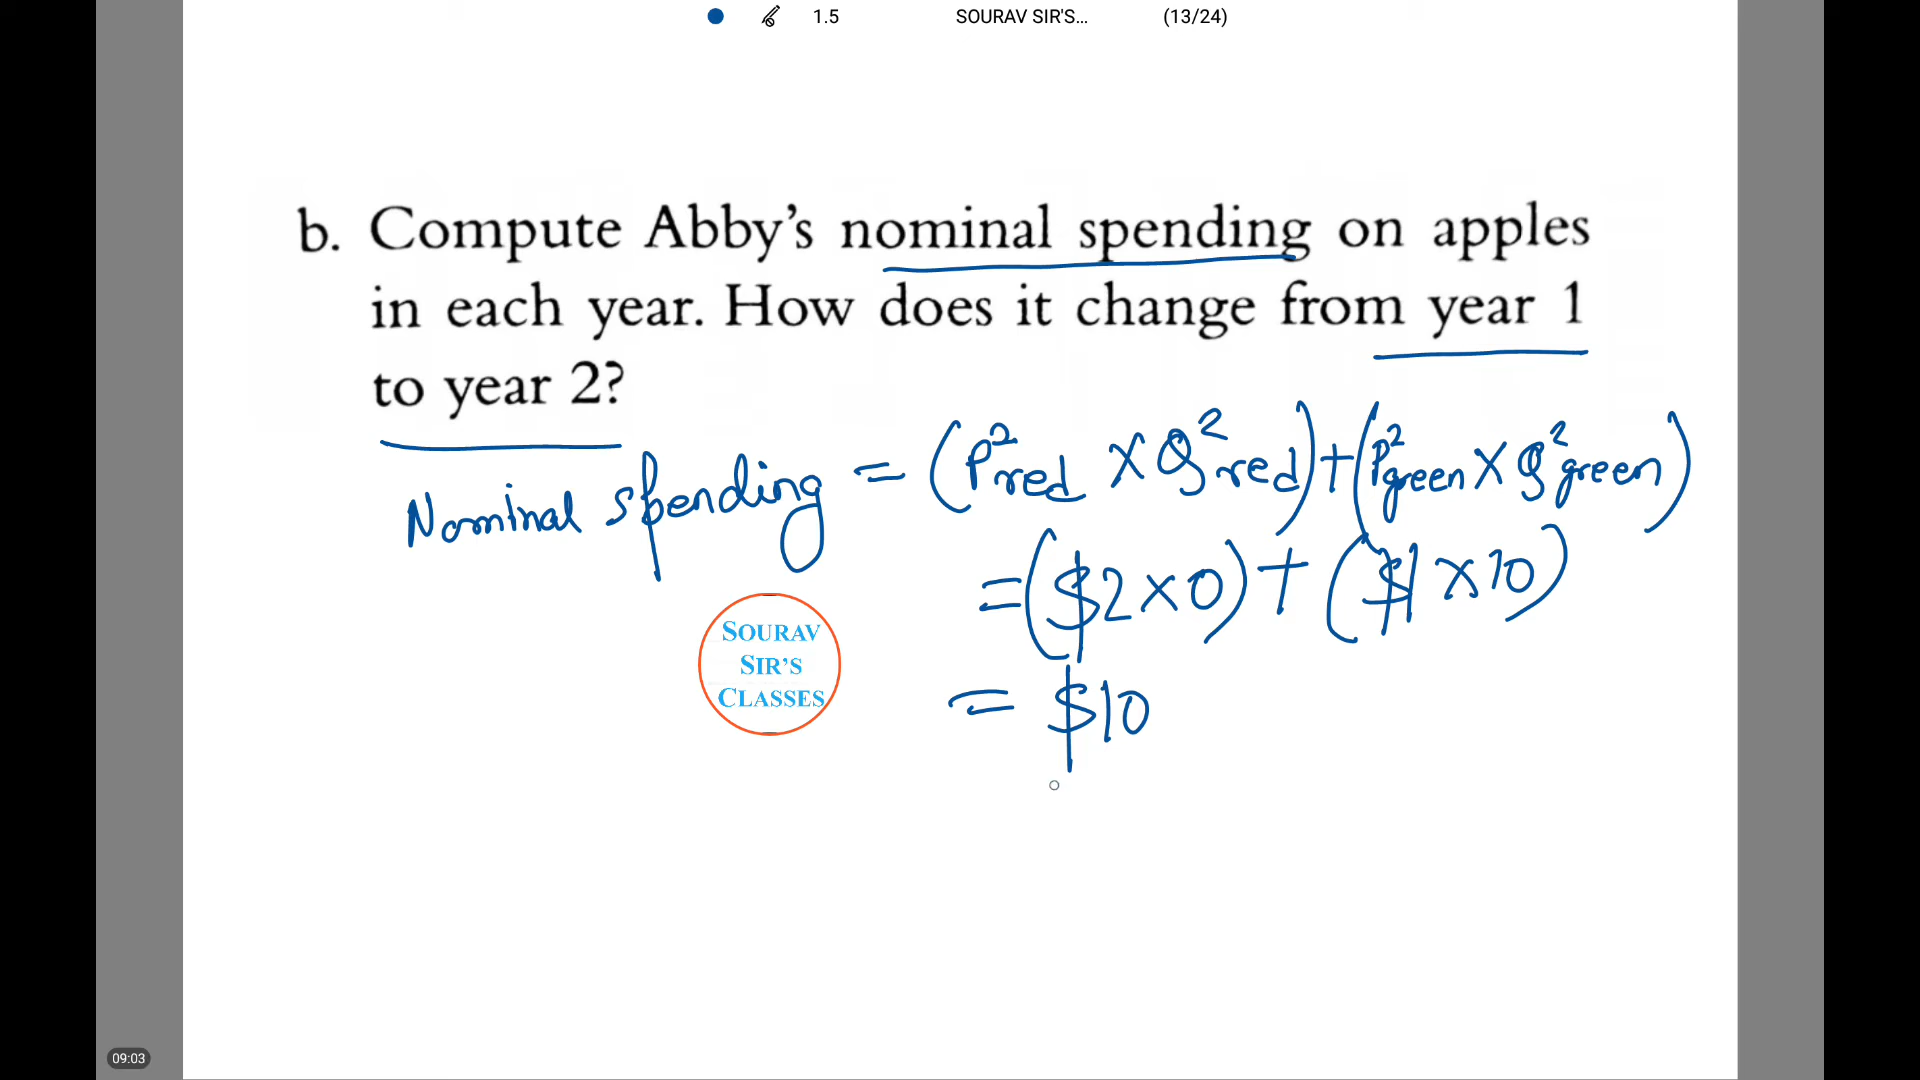 1.5 SOURAV SIR'S... (13/24)
b. Compute Abby's nominal spending on apples
in each year. How does it change from year 1
to year 2?
Nominal spending = (P²red × Q²red) + (P²green × Q²green)
= ($2 × 0) + ($1 × 10)
= $10
SOURAV
SIR'S
CLASSES
09:03